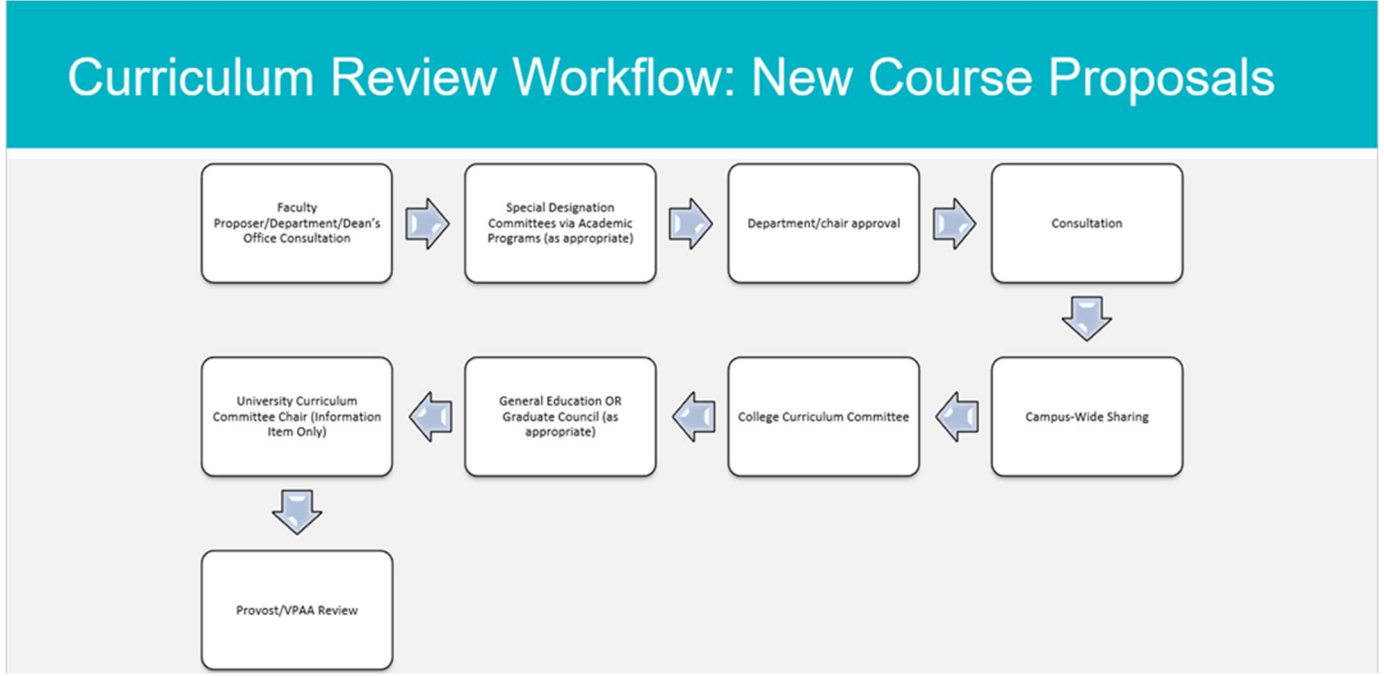 Curriculum Review Workflow: New Course Proposals
Faculty
Proposer/Department/Dean's
Office Consultation
Special Designation
Committees via Academic
Programs (as appropriate)
Department/chair approval
Consultation
Campus-Wide Sharing
College Curriculum Committee
General Education OR
Graduate Council (as
appropriate)
University Curriculum
Committee Chair (Information
Item Only)
Provost/VPAA Review